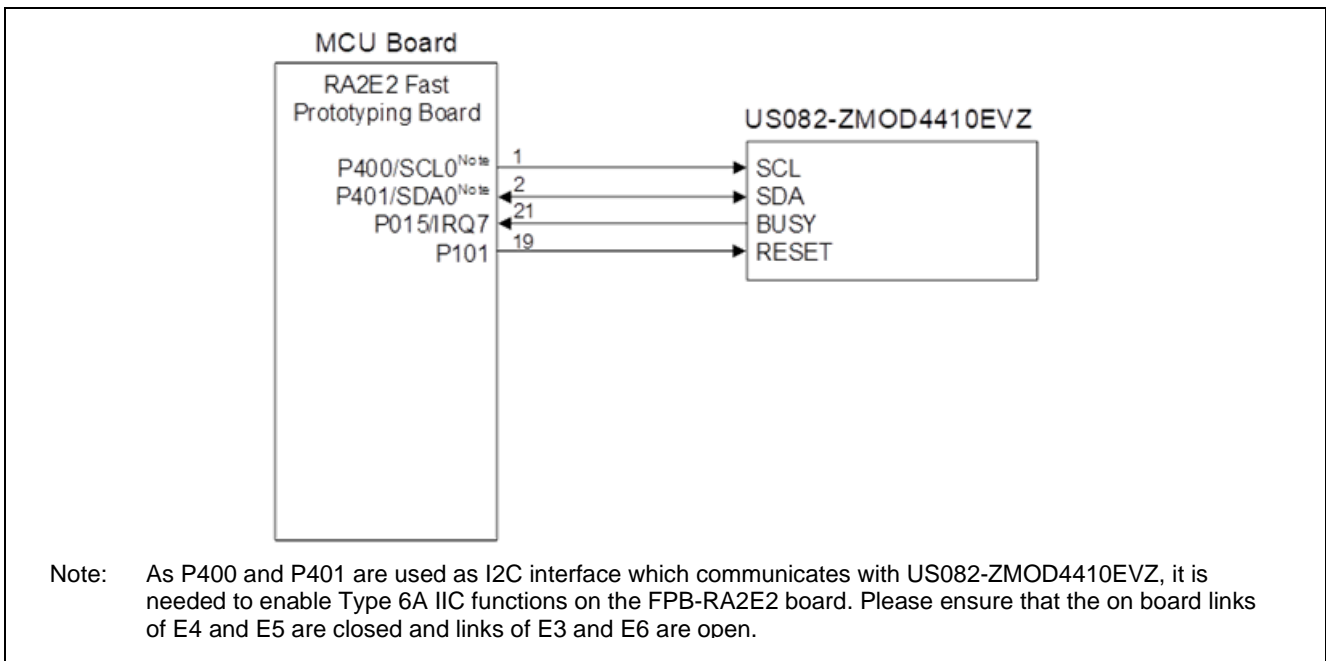 MCU Board
RA2E2 Fast
Prototyping Board
US082-ZMOD4410EVZ
P400/SCL0Note 1 SCL
P401/SDA0Note 2 SDA
P015/IRQ7 21 BUSY
P101 19 RESET
Note: As P400 and P401 are used as I2C interface which communicates with US082-ZMOD4410EVZ, it is
needed to enable Type 6A IIC functions on the FPB-RA2E2 board. Please ensure that the on board links
of E4 and E5 are closed and links of E3 and E6 are open.